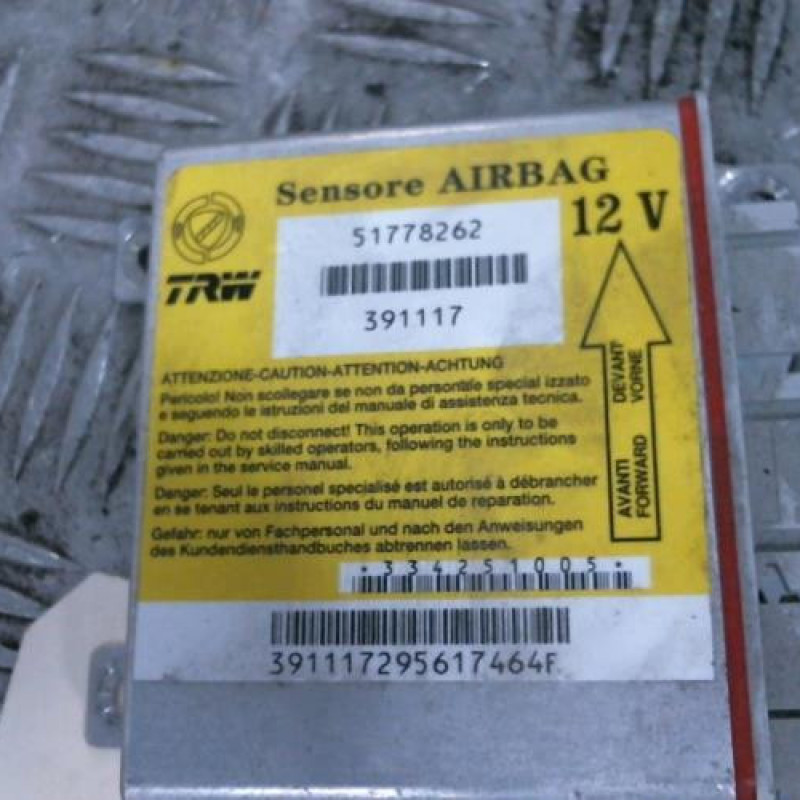 Sensore AIRBAG
12 V
51778262
391117
TRW
ATTENZIONE-CAUTION-ATTENTION-ACHTUNG
Pericolo! Non scollegare se non da personale special izzato
e seguendo le istruzioni del manuale di assistenza tecnica.
Danger: Do not disconnect! This operation is only to be
carried out by skilled operators, following the instructions
given in the service manual.
Danger: Seul le personel specialisé est autorisé à débrancher
en se tenant aux instructions du manuel de reparation.
Gefahr: nur von Fachpersonal und nach den Anweisungen
des Kundendiensthandbuches abtrennen lassen.
AVANTI DEVANT
FORWARD VORNE
*334251005*
391117295617464F